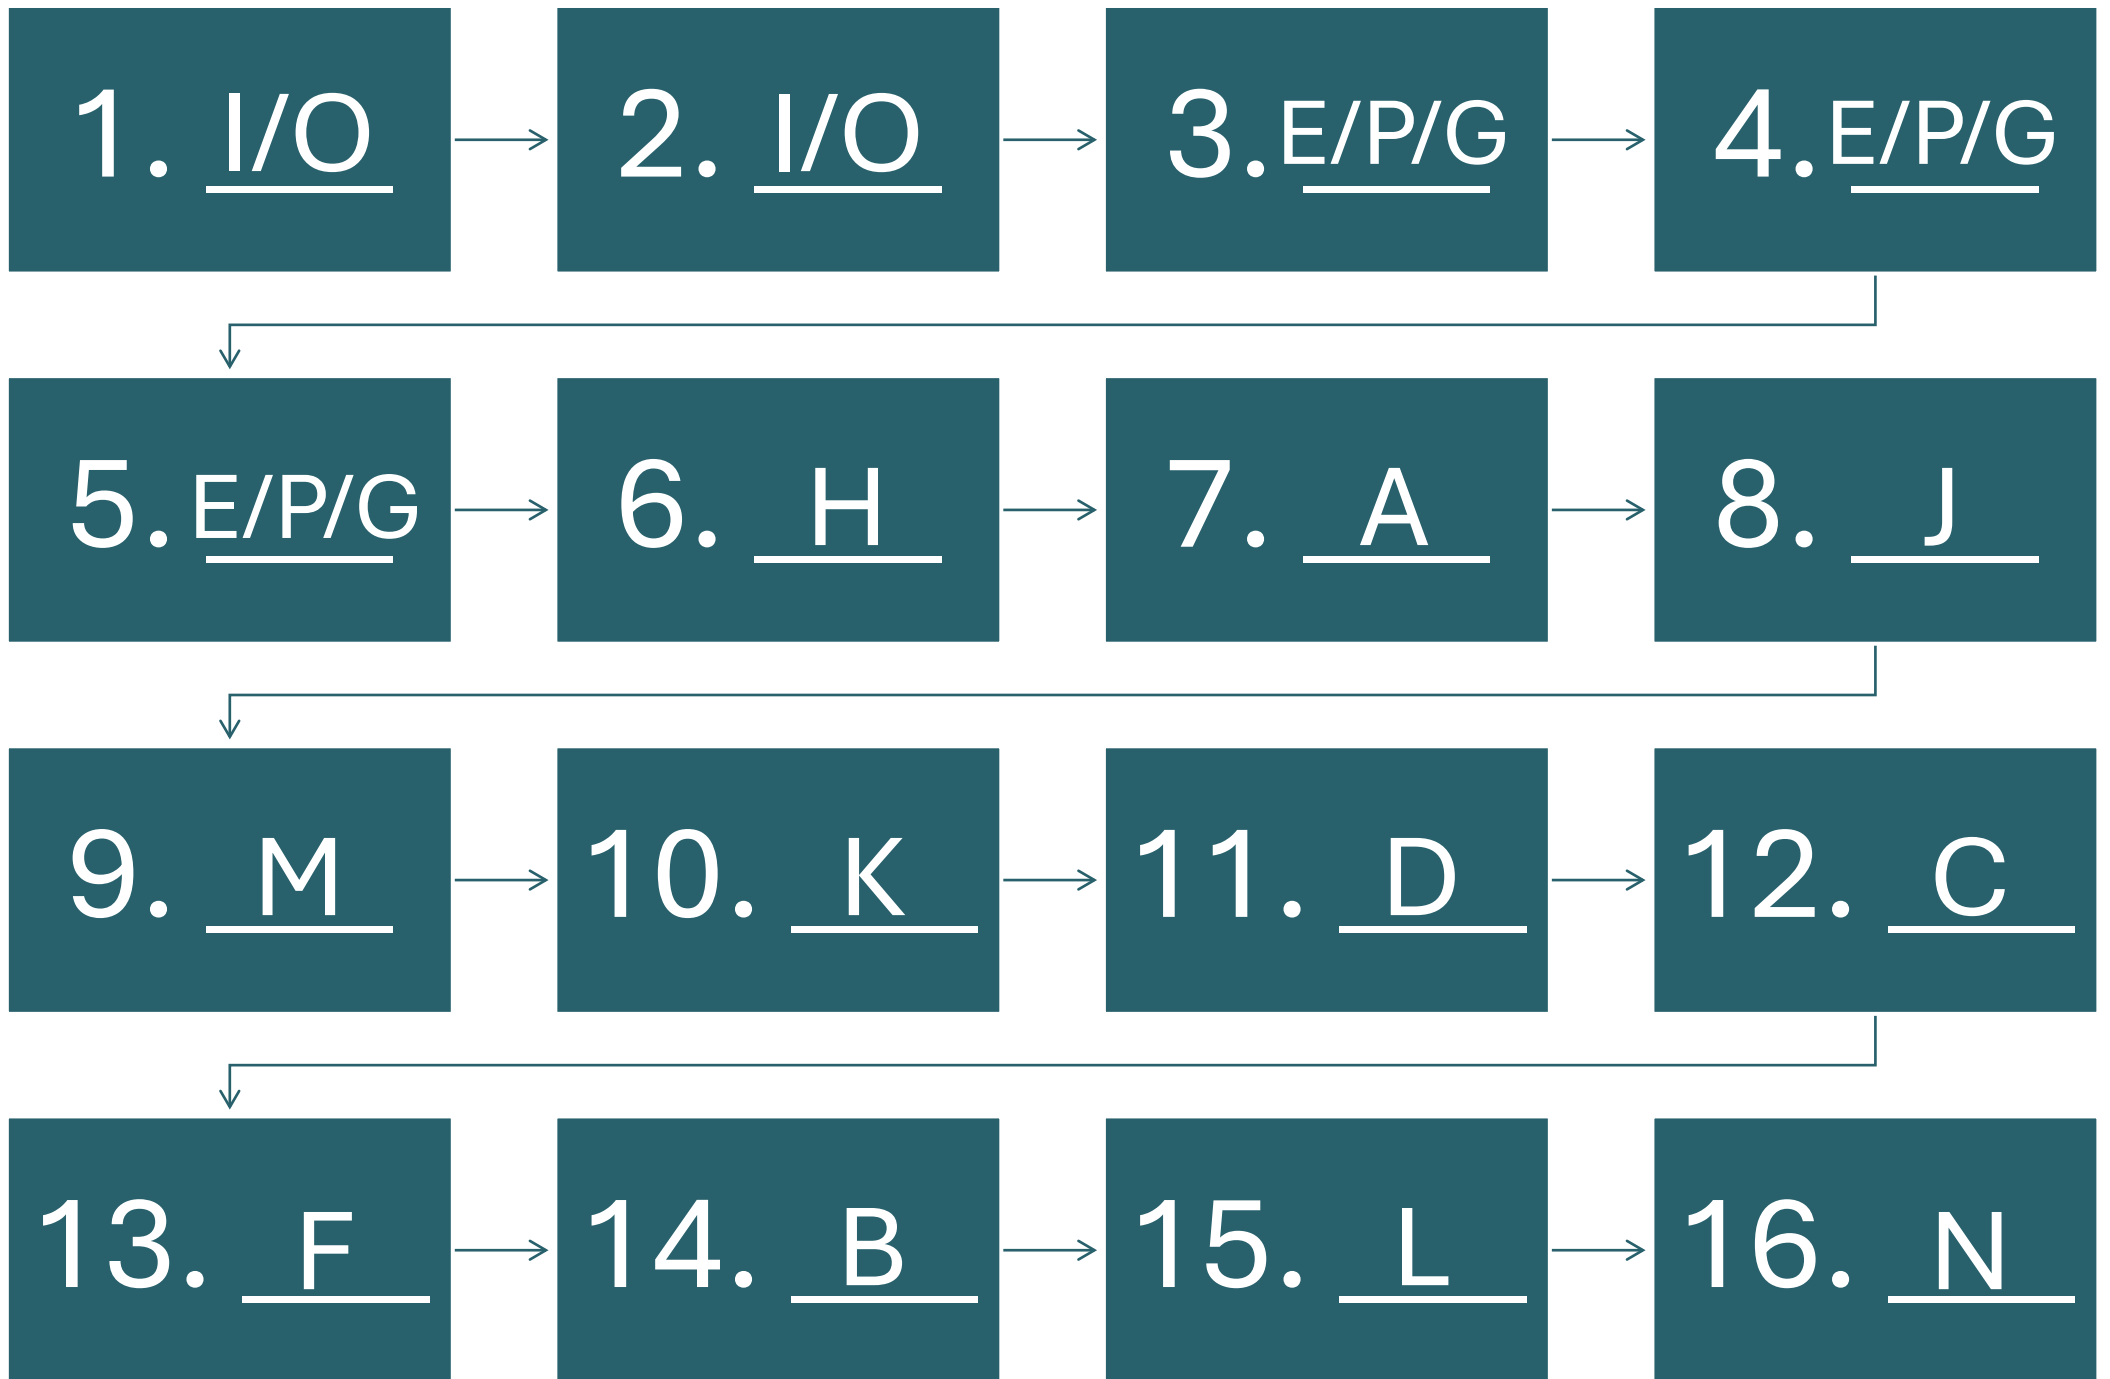 1. I/O
2. I/O
3. E/P/G
4. E/P/G
5. E/P/G
6. H
7. A
8. J
9. M
10. K
11. D
12. C
13. F
14. B
15. L
16. N